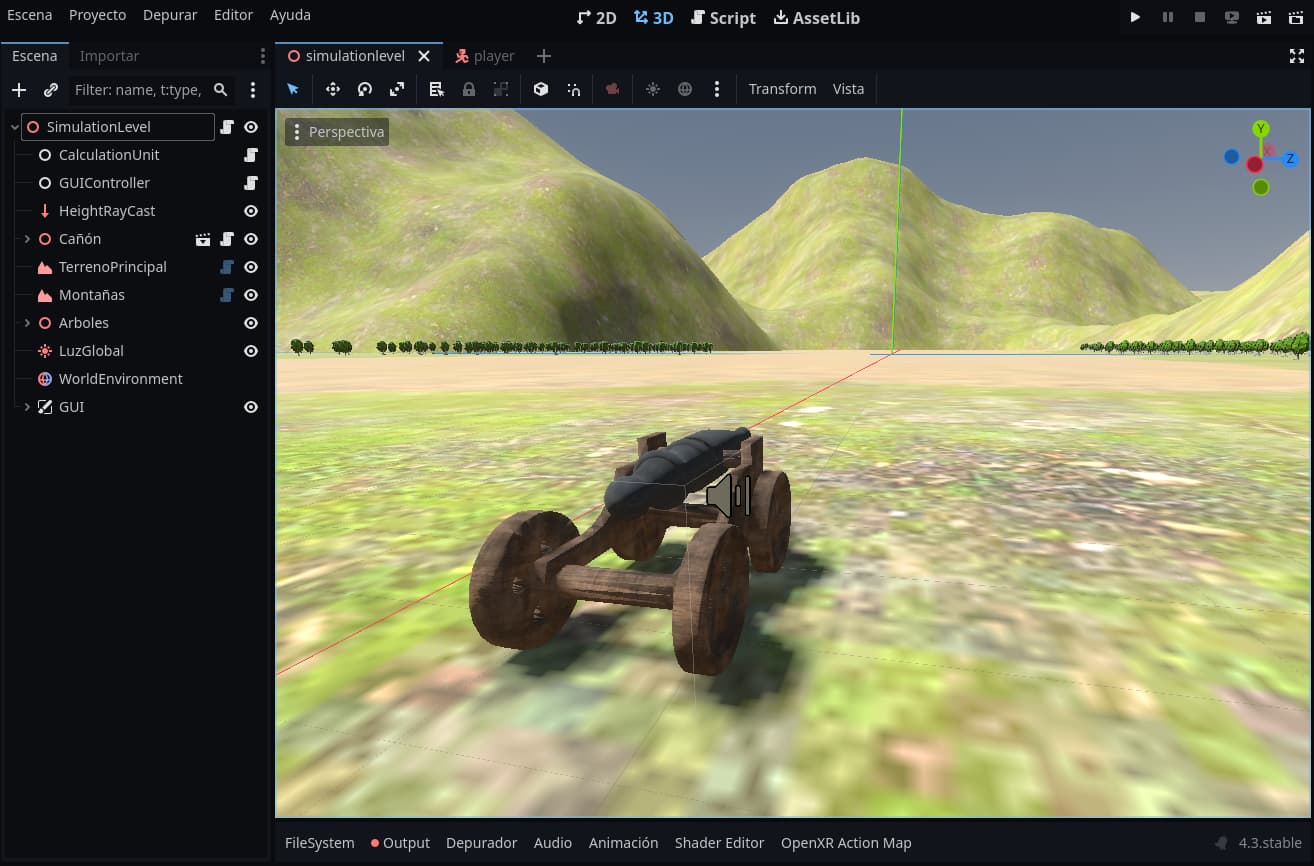 Escena Proyecto Depurar Editor Ayuda
2D 3D Script AssetLib
Escena Importar
simulationlevel player
Filter: name, t:type,
Transform Vista
SimulationLevel
CalculationUnit
GUIController
HeightRayCast
Cañón
TerrenoPrincipal
Montañas
Arboles
LuzGlobal
WorldEnvironment
GUI
Perspectiva
Y
X
Z
FileSystem Output Depurador Audio Animación Shader Editor OpenXR Action Map 4.3.stable